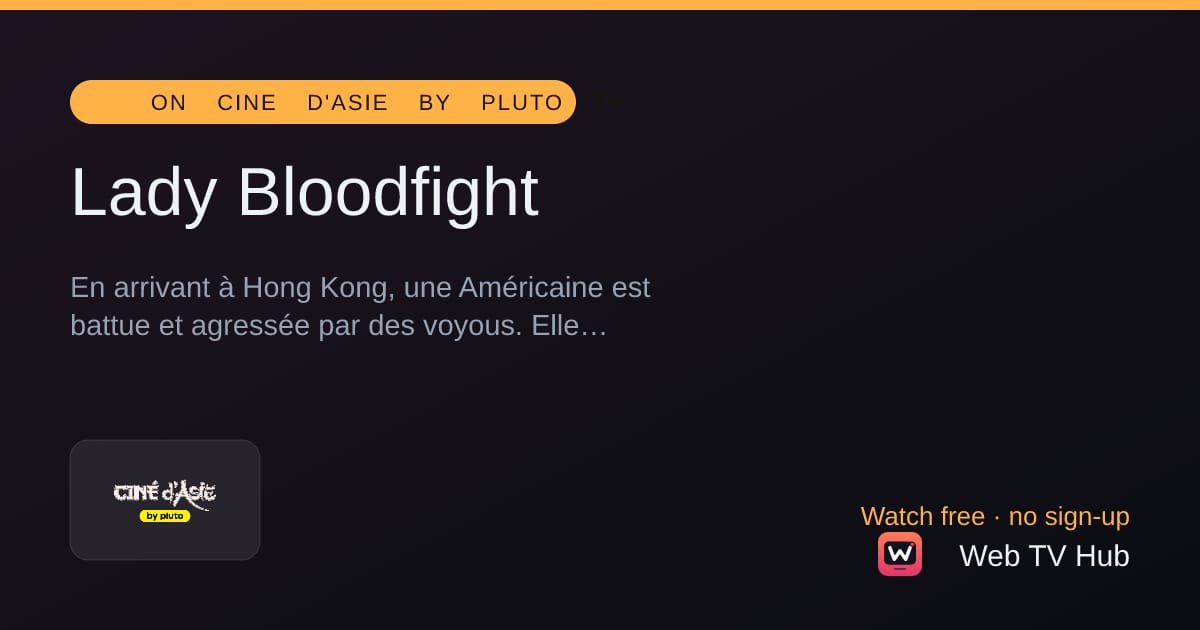 ON CINE D'ASIE BY PLUTO TV
Lady Bloodfight
En arrivant à Hong Kong, une Américaine est
battue et agressée par des voyous. Elle…
CINÉ d'Asie
by pluto
Watch free · no sign-up
W
Web TV Hub